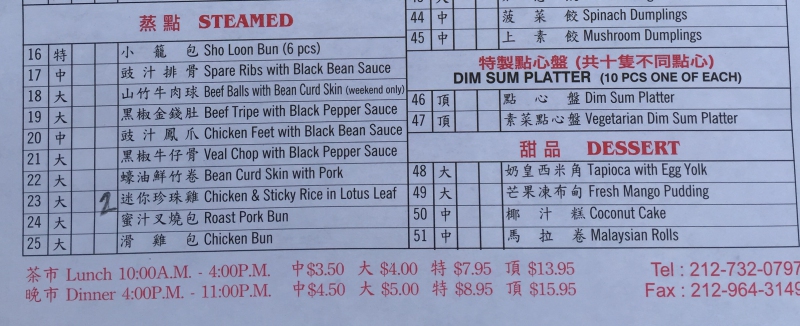 蒸 點 STEAMED
16 特 小 籠 包 Sho Loon Bun (6 pcs)
17 中 豉 汁 排 骨 Spare Ribs with Black Bean Sauce
18 大 山竹牛肉球 Beef Balls with Bean Curd Skin (weekend only)
19 大 黑椒金錢肚 Beef Tripe with Black Pepper Sauce
20 中 豉 汁 鳳 爪 Chicken Feet with Black Bean Sauce
21 大 黑椒牛仔骨 Veal Chop with Black Pepper Sauce
22 大 蠔油鮮竹卷 Bean Curd Skin with Pork
23 大 2 迷你珍珠雞 Chicken & Sticky Rice in Lotus Leaf
24 大 蜜汁叉燒包 Roast Pork Bun
25 大 滑 雞 包 Chicken Bun
44 中 菠 菜 餃 Spinach Dumplings
45 中 上 素 餃 Mushroom Dumplings
特製點心盤 (共十隻不同點心)
DIM SUM PLATTER (10 PCS ONE OF EACH)
46 頂 點 心 盤 Dim Sum Platter
47 頂 素菜點心盤 Vegetarian Dim Sum Platter
甜 品 DESSERT
48 大 奶皇西米角 Tapioca with Egg Yolk
49 大 芒果凍布甸 Fresh Mango Pudding
50 中 椰 汁 糕 Coconut Cake
51 中 馬 拉 卷 Malaysian Rolls
茶市 Lunch 10:00A.M. - 4:00P.M. 中$3.50 大 $4.00 特 $7.95 頂 $13.95 Tel : 212-732-0797
晚市 Dinner 4:00P.M. - 11:00P.M. 中$4.50 大 $5.00 特 $8.95 頂 $15.95 Fax : 212-964-3149